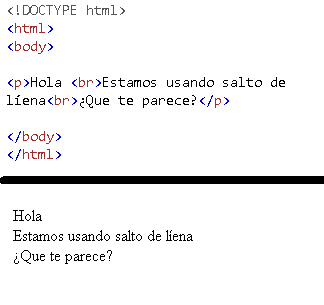 <!DOCTYPE html>
<html>
<body>
<p>Hola <br>Estamos usando salto de
líena<br>¿Que te parece?</p>
</body>
</html>
Hola
Estamos usando salto de líena
¿Que te parece?